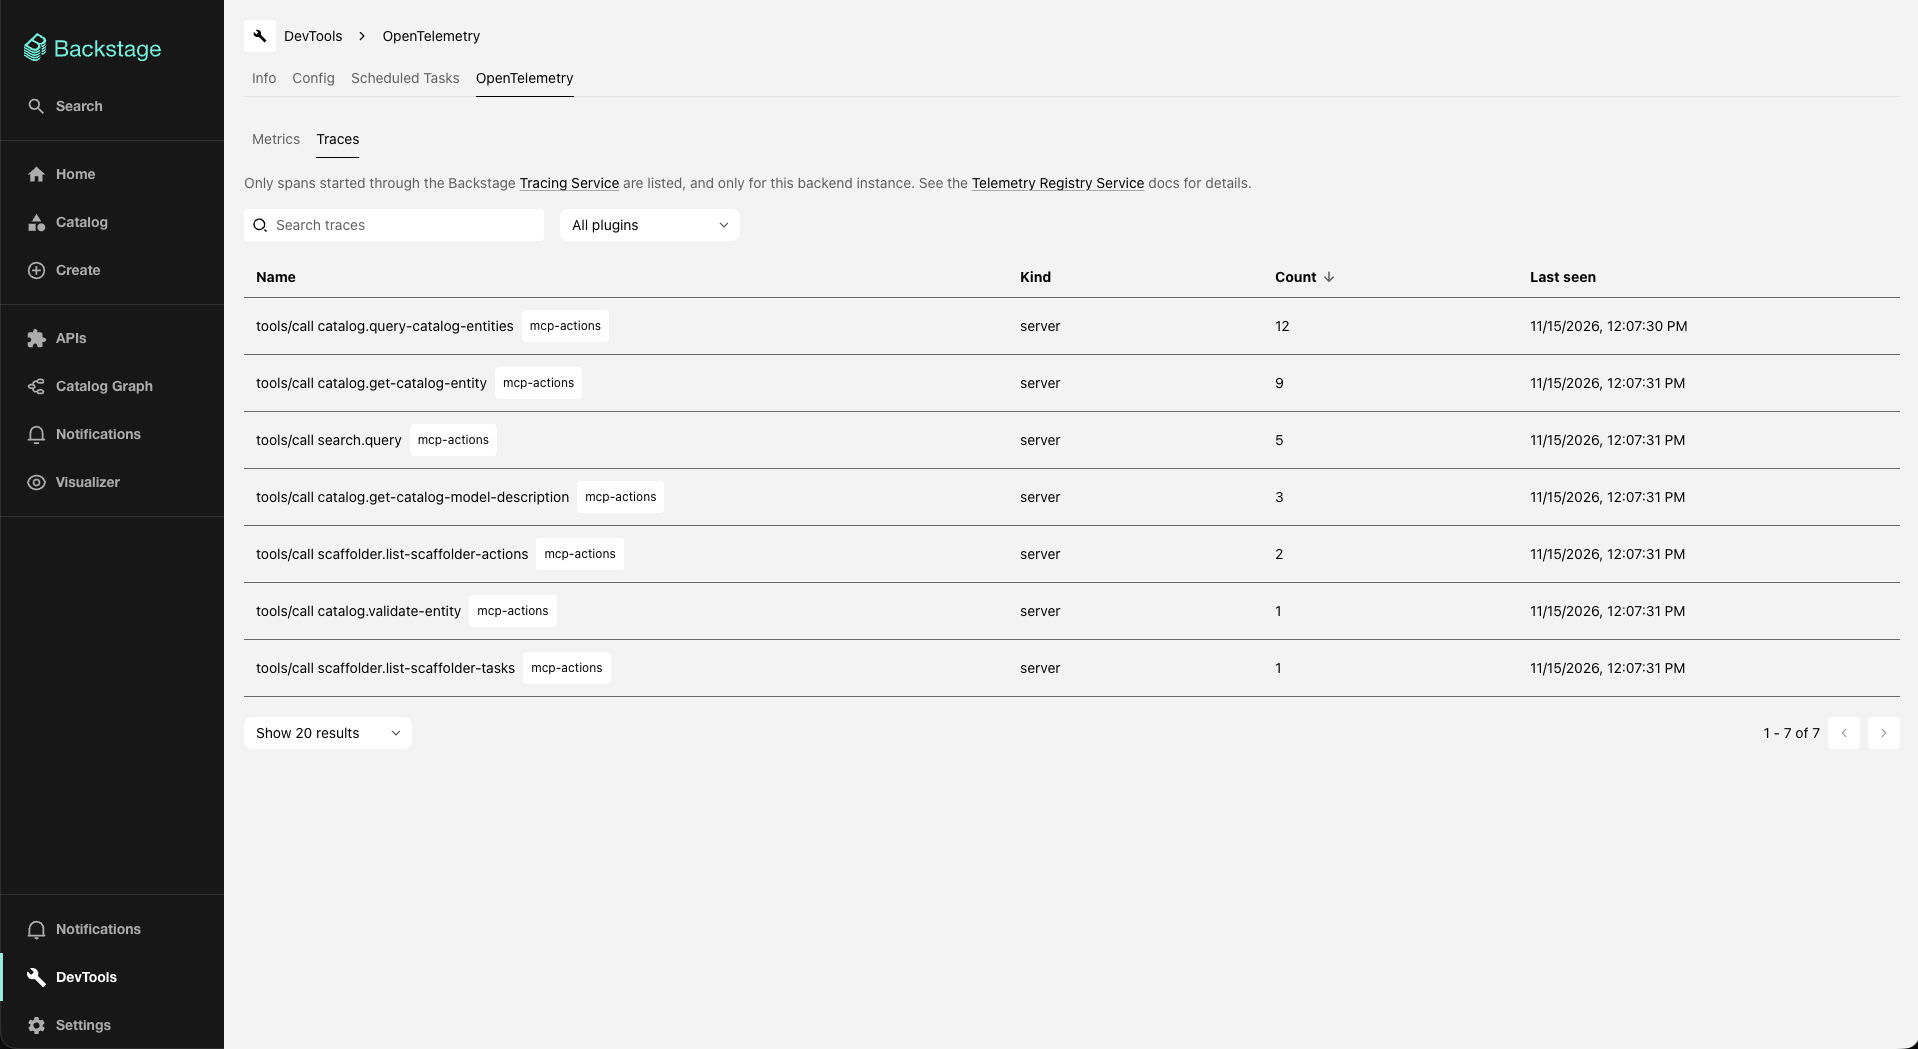 Backstage
Search
Home
Catalog
Create
APIs
Catalog Graph
Notifications
Visualizer
Notifications
DevTools
Settings
DevTools OpenTelemetry
Info Config Scheduled Tasks OpenTelemetry
Metrics Traces
Only spans started through the Backstage Tracing Service are listed, and only for this backend instance. See the Telemetry Registry Service docs for details.
Search traces All plugins
Name Kind Count Last seen
tools/call catalog.query-catalog-entities mcp-actions server 12 11/15/2026, 12:07:30 PM
tools/call catalog.get-catalog-entity mcp-actions server 9 11/15/2026, 12:07:31 PM
tools/call search.query mcp-actions server 5 11/15/2026, 12:07:31 PM
tools/call catalog.get-catalog-model-description mcp-actions server 3 11/15/2026, 12:07:31 PM
tools/call scaffolder.list-scaffolder-actions mcp-actions server 2 11/15/2026, 12:07:31 PM
tools/call catalog.validate-entity mcp-actions server 1 11/15/2026, 12:07:31 PM
tools/call scaffolder.list-scaffolder-tasks mcp-actions server 1 11/15/2026, 12:07:31 PM
Show 20 results 1 - 7 of 7